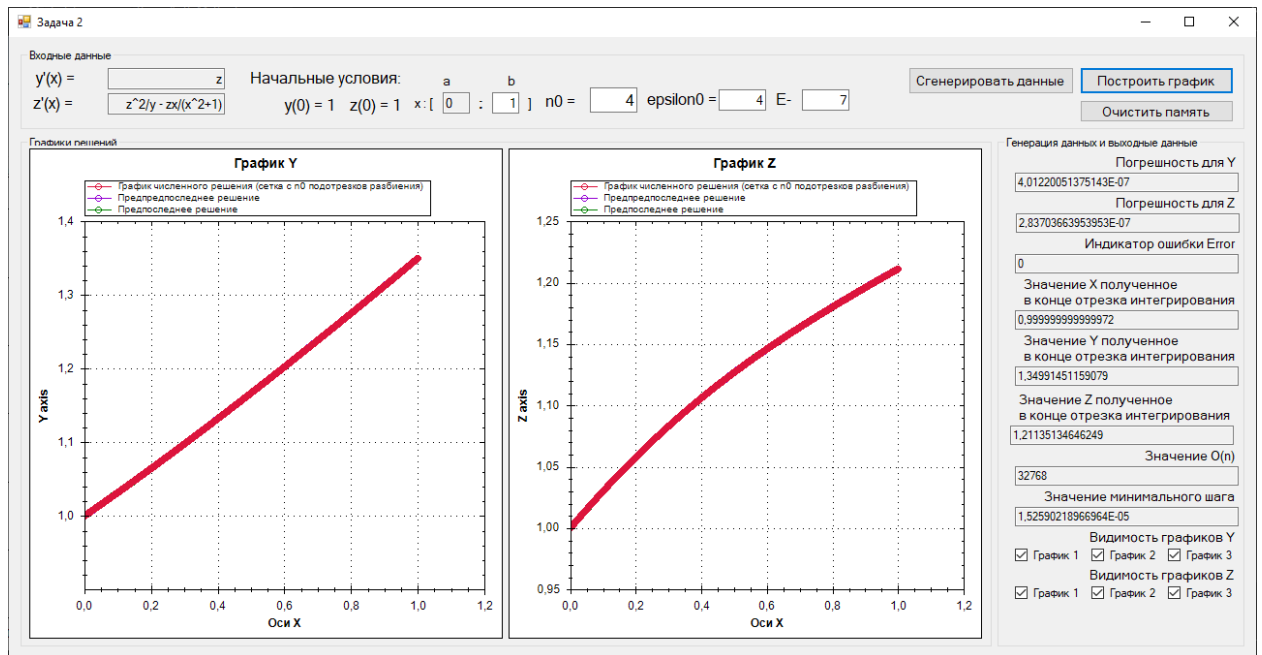 Задача 2
Входные данные
y'(x) = z
z'(x) = z^2/y - zx/(x^2+1)
Начальные условия:
y(0) = 1 z(0) = 1
a b
x : [ 0 ; 1 ]
n0 = 4
epsilon0 = 4 E- 7
Сгенерировать данные
Построить график
Очистить память
Графики решений
График Y
График численного решения (сетка с n0 подотрезков разбиения)
Предпредпоследнее решение
Предпоследнее решение
1,4
1,3
1,2
1,1
1,0
Y axis
0,0 0,2 0,4 0,6 0,8 1,0 1,2
Оси X
График Z
График численного решения (сетка с n0 подотрезков разбиения)
Предпредпоследнее решение
Предпоследнее решение
1,25
1,20
1,15
1,10
1,05
1,00
0,95
Z axis
0,0 0,2 0,4 0,6 0,8 1,0 1,2
Оси X
Генерация данных и выходные данные
Погрешность для Y
4,01220051375143E-07
Погрешность для Z
2,83703663953953E-07
Индикатор ошибки Error
0
Значение X полученное
в конце отрезка интегрирования
0,999999999999972
Значение Y полученное
в конце отрезка интегрирования
1,34991451159079
Значение Z полученное
в конце отрезка интегрирования
1,21135134646249
Значение O(n)
32768
Значение минимального шага
1,52590218966964E-05
Видимость графиков Y
График 1 График 2 График 3
Видимость графиков Z
График 1 График 2 График 3